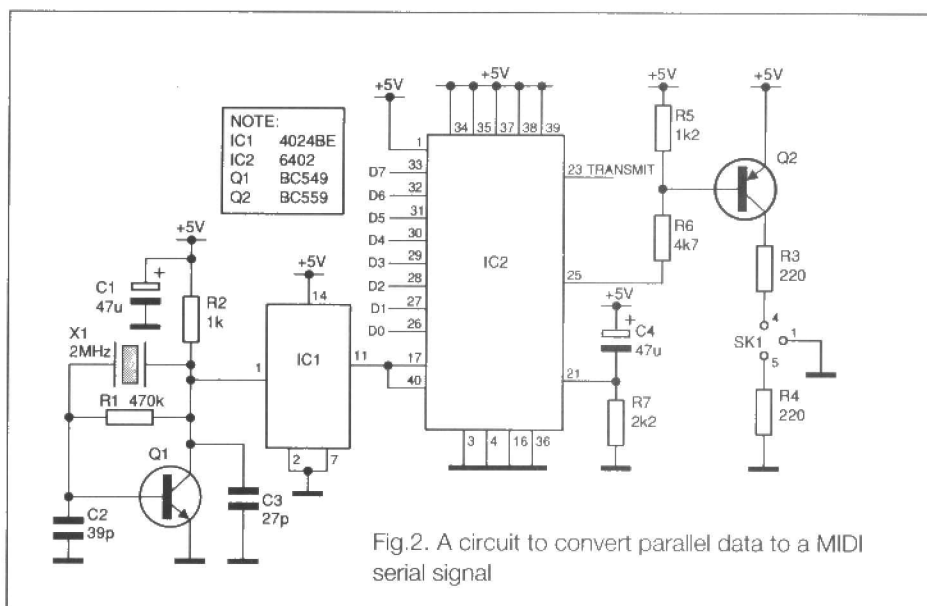 NOTE:
IC1 4024BE
IC2 6402
Q1 BC549
Q2 BC559
+5V
C1
47u
+
R2
1k
X1
2MHz
R1 470k
Q1
C2
39p
C3
27p
+5V
14
1
IC1
11
2
7
+5V
+5V
34
35
37
38
39
1
D7
33
D6
32
D5
31
D4
30
D3
29
D2
28
D1
27
D0
26
17
40
IC2
23 TRANSMIT
25
21
3
4
16
36
+5V
R5
1k2
R6
4k7
+5V
Q2
R3
220
4
SK1
1
5
R4
220
+5V
+
C4
47u
R7
2k2
Fig.2. A circuit to convert parallel data to a MIDI
serial signal